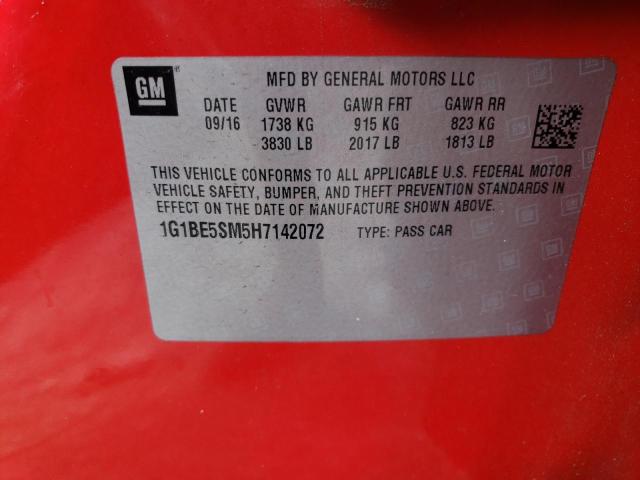 GM
MFD BY GENERAL MOTORS LLC
DATE GVWR GAWR FRT GAWR RR
09/16 1738 KG 915 KG 823 KG
3830 LB 2017 LB 1813 LB
THIS VEHICLE CONFORMS TO ALL APPLICABLE U.S. FEDERAL MOTOR
VEHICLE SAFETY, BUMPER, AND THEFT PREVENTION STANDARDS IN
EFFECT ON THE DATE OF MANUFACTURE SHOWN ABOVE.
1G1BE5SM5H7142072 TYPE: PASS CAR